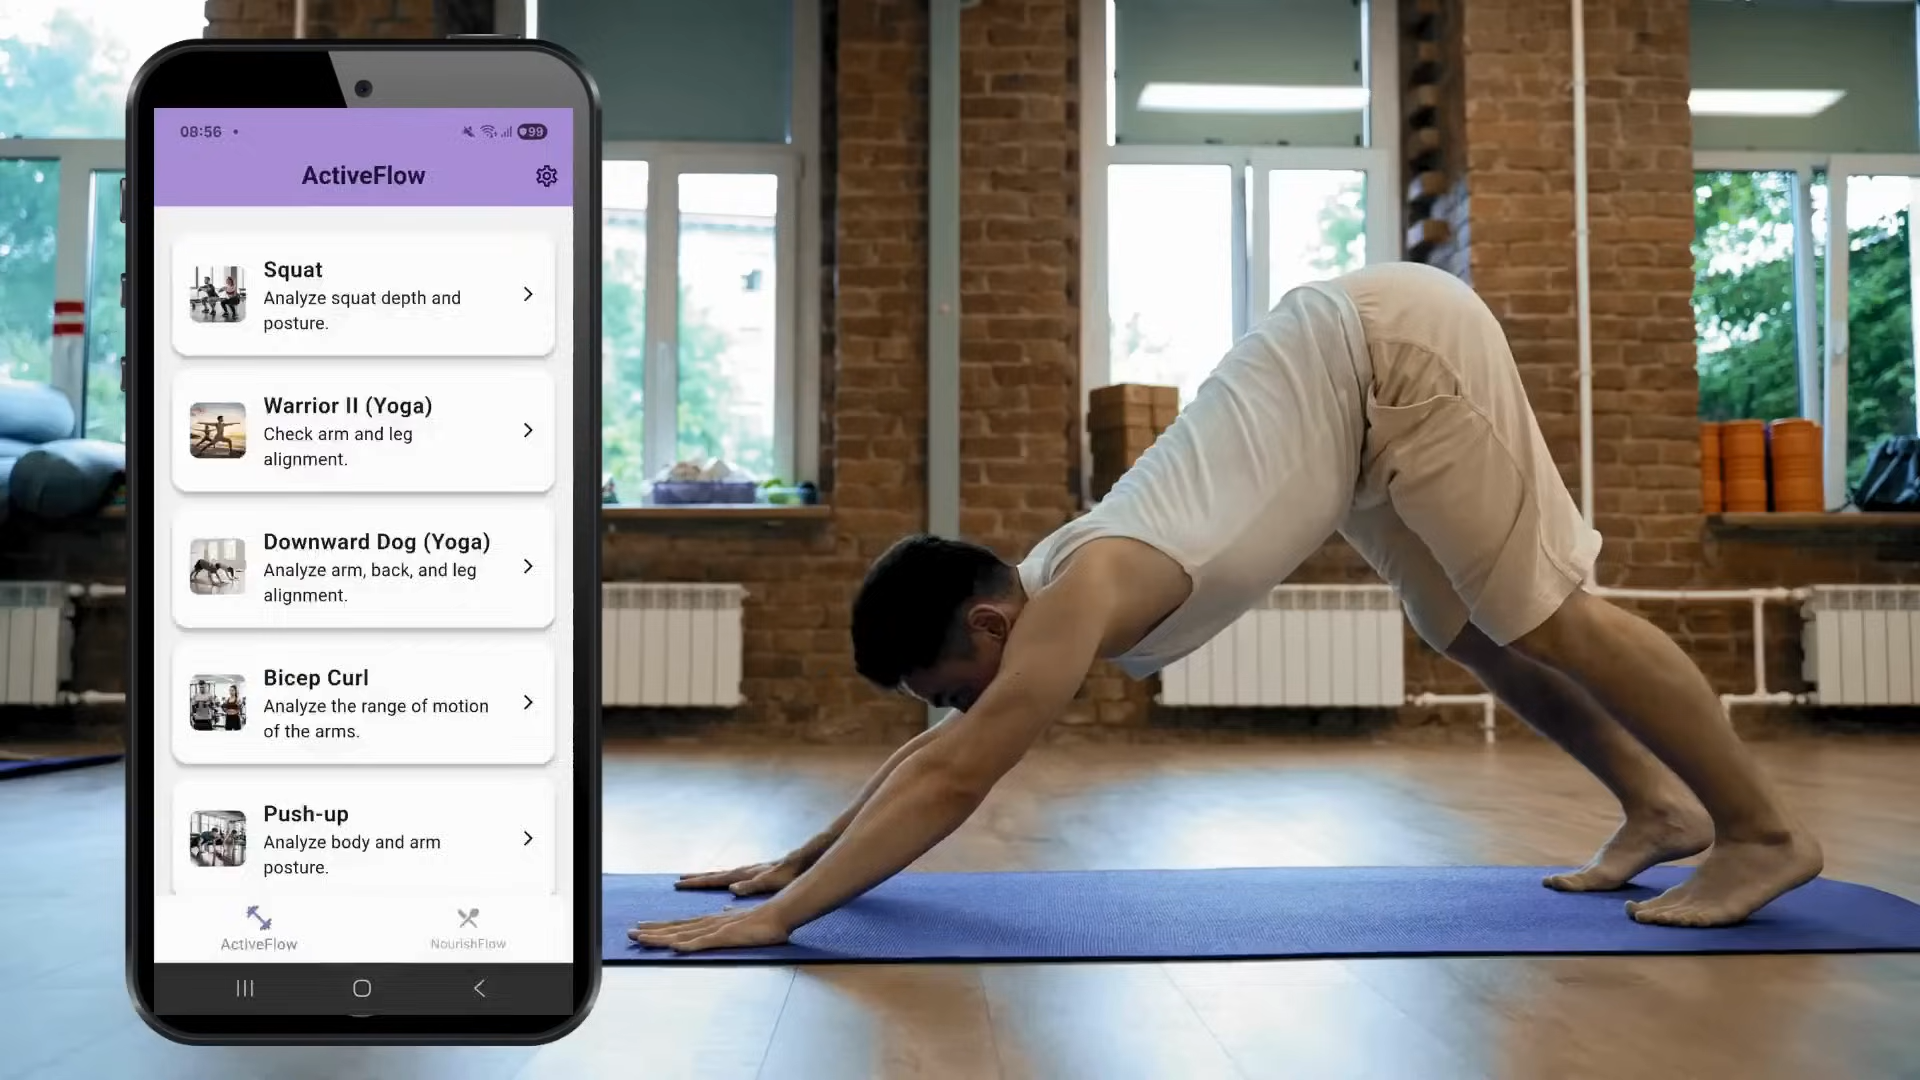 08:56
99
ActiveFlow
Squat
Analyze squat depth and
posture.
Warrior II (Yoga)
Check arm and leg
alignment.
Downward Dog (Yoga)
Analyze arm, back, and leg
alignment.
Bicep Curl
Analyze the range of motion
of the arms.
Push-up
Analyze body and arm
posture.
ActiveFlow
NourishFlow